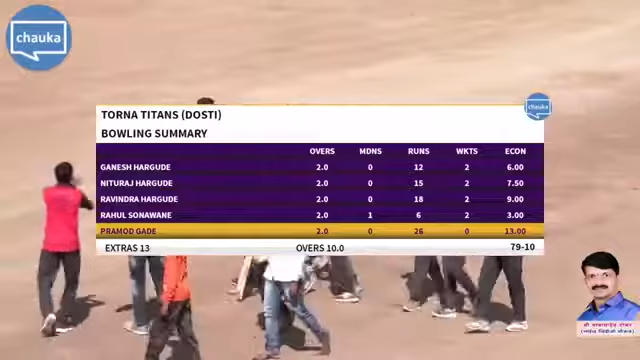 chauka
TORNA TITANS (DOSTI)
BOWLING SUMMARY
OVERS MDNS RUNS WKTS ECON
GANESH HARGUDE 2.0 0 12 2 6.00
NITURAJ HARGUDE 2.0 0 15 2 7.50
RAVINDRA HARGUDE 2.0 0 18 2 9.00
RAHUL SONAWANE 2.0 1 6 2 3.00
PRAMOD GADE 2.0 0 26 0 13.00
EXTRAS 13 OVERS 10.0 79-10